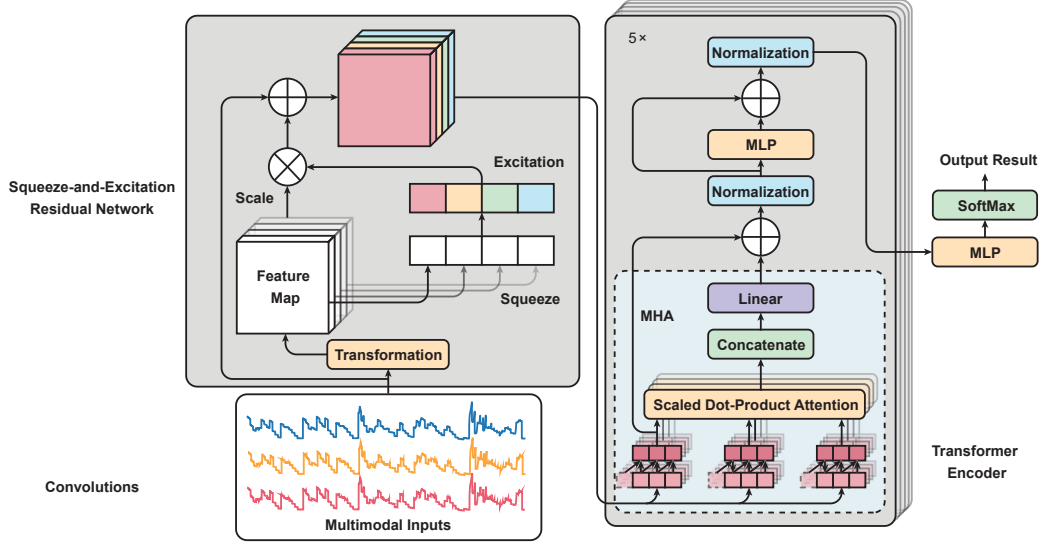 Squeeze-and-Excitation
Residual Network
Excitation
Scale
Feature
Map
Squeeze
Transformation
Convolutions
Multimodal Inputs
5×
Normalization
MLP
Normalization
Linear
MHA
Concatenate
Scaled Dot-Product Attention
Transformer
Encoder
Output Result
SoftMax
MLP